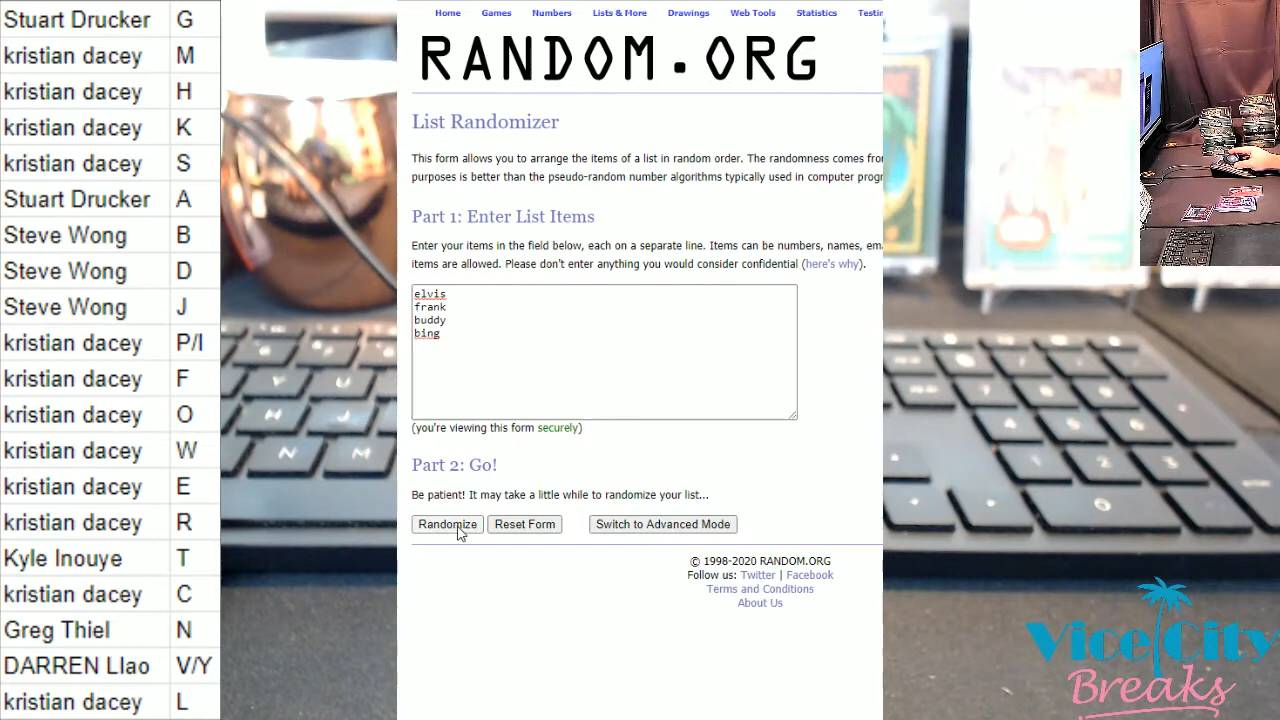 Stuart Drucker G
kristian dacey M
kristian dacey H
kristian dacey K
kristian dacey S
Stuart Drucker A
Steve Wong B
Steve Wong D
Steve Wong J
kristian dacey P/I
kristian dacey F
kristian dacey O
kristian dacey W
kristian dacey E
kristian dacey R
Kyle Inouye T
kristian dacey C
Greg Thiel N
DARREN Llao V/Y
kristian dacey L
Home Games Numbers Lists & More Drawings Web Tools Statistics Testin
RANDOM.ORG
List Randomizer
This form allows you to arrange the items of a list in random order. The randomness comes from
purposes is better than the pseudo-random number algorithms typically used in computer progr
Part 1: Enter List Items
Enter your items in the field below, each on a separate line. Items can be numbers, names, ema
items are allowed. Please don't enter anything you would consider confidential (here's why).
elvis
frank
buddy
bing
(you're viewing this form securely)
Part 2: Go!
Be patient! It may take a little while to randomize your list...
Randomize Reset Form Switch to Advanced Mode
© 1998-2020 RANDOM.ORG
Follow us: Twitter | Facebook
Terms and Conditions
About Us
Vice City
Breaks